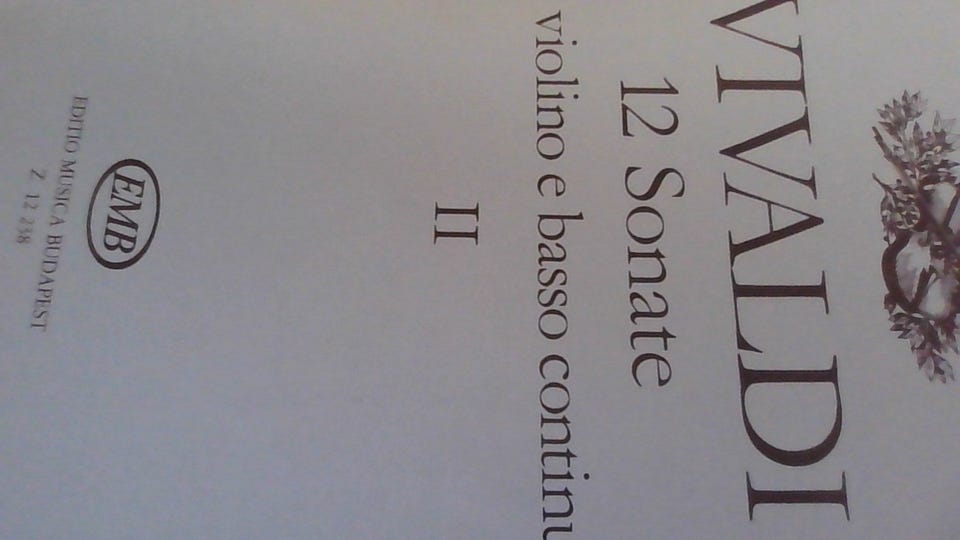 VIVALDI
12 Sonate
violino e basso continu
II
EMB
EDITIO MUSICA BUDAPEST
Z 12 238